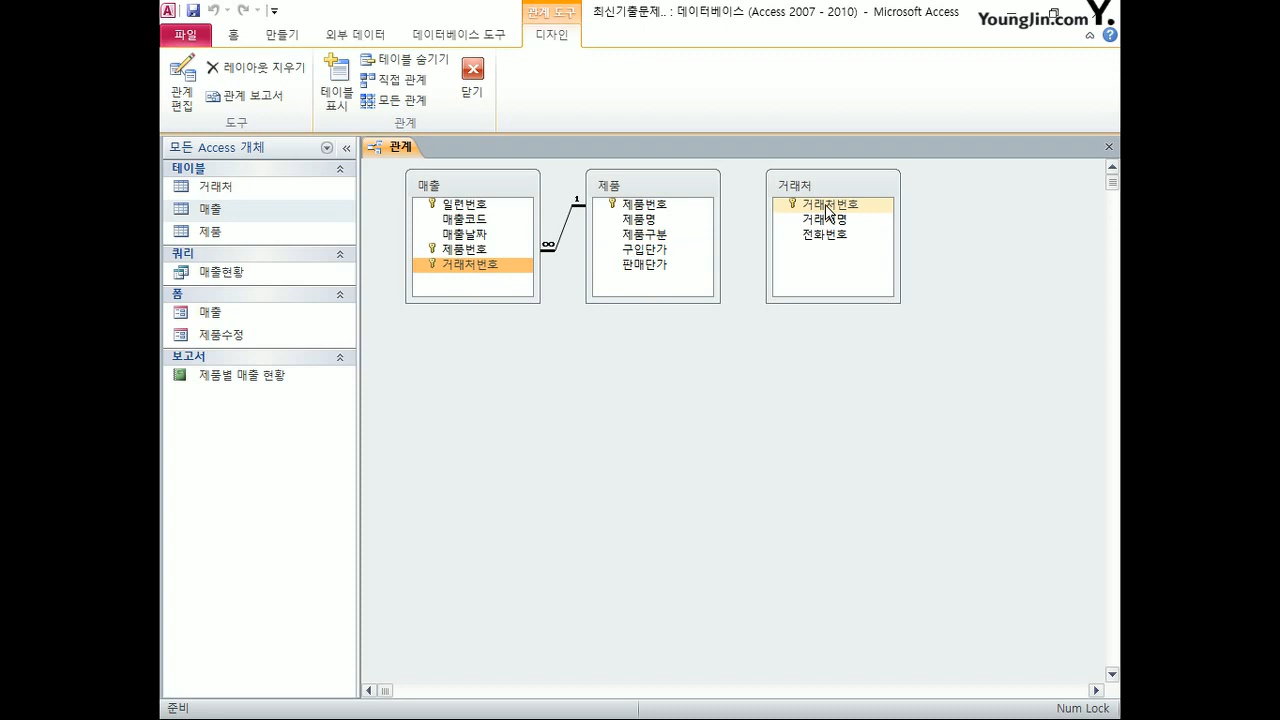 최신기출문제.. : 데이터베이스 (Access 2007 - 2010) - Microsoft Access
관계 도구
YoungJin.com Y.
파일 홈 만들기 외부 데이터 데이터베이스 도구 디자인
관계 편집
레이아웃 지우기
관계 보고서
도구
테이블 표시
테이블 숨기기
직접 관계
모든 관계
관계
닫기
모든 Access 개체
테이블
거래처
매출
제품
쿼리
매출현황
폼
매출
제품수정
보고서
제품별 매출 현황
관계
매출
일련번호
매출코드
매출날짜
제품번호
거래처번호
∞
1
제품
제품번호
제품명
제품구분
구입단가
판매단가
거래처
거래처번호
거래처명
전화번호
준비
Num Lock